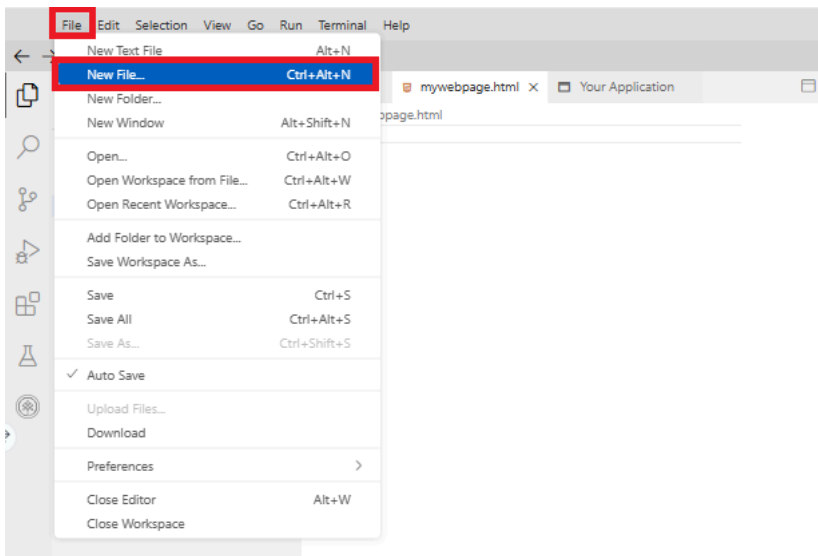 File Edit Selection View Go Run Terminal Help
New Text File Alt+N
New File... Ctrl+Alt+N
mywebpage.html Your Application
New Folder...
page.html
New Window Alt+Shift+N
Open... Ctrl+Alt+O
Open Workspace from File... Ctrl+Alt+W
Open Recent Workspace... Ctrl+Alt+R
Add Folder to Workspace...
Save Workspace As...
Save Ctrl+S
Save All Ctrl+Alt+S
Save As... Ctrl+Shift+S
Auto Save
Upload Files...
Download
Preferences
Close Editor Alt+W
Close Workspace